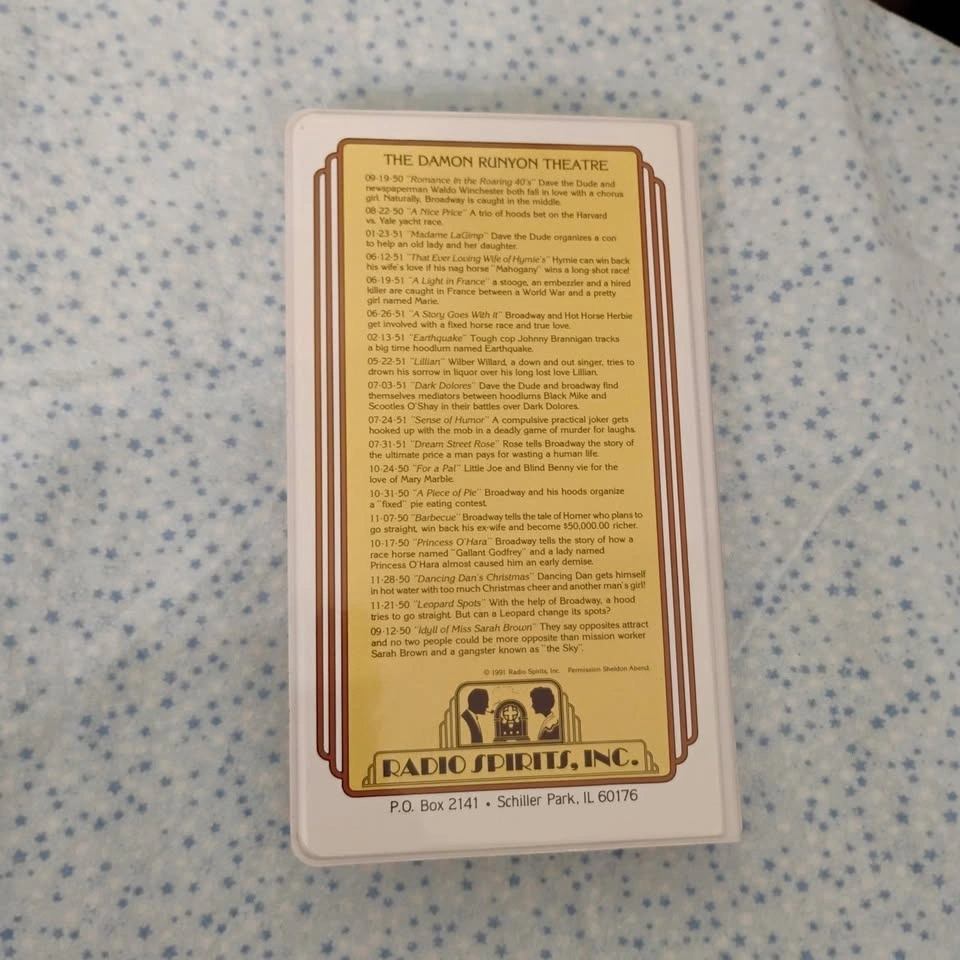 THE DAMON RUNYON THEATRE
09-19-50 "Romance In the Roaring 40's" Dave the Dude and
newspaperman Waldo Winchester both fall in love with a chorus
girl. Naturally, Broadway is caught in the middle.
08-22-50 "A Nice Price" A trio of hoods bet on the Harvard
vs. Yale yacht race.
01-23-51 "Madame LaGimp" Dave the Dude organizes a con
to help an old lady and her daughter.
06-12-51 "That Ever Loving Wife of Hymie's" Hymie can win back
his wife's love if his nag horse "Mahogany" wins a long-shot race!
06-19-51 "A Light in France" a stooge, an embezzler and a hired
killer are caught in France between a World War and a pretty
girl named Marie.
06-26-51 "A Story Goes With It" Broadway and Hot Horse Herbie
get involved with a fixed horse race and true love.
02-13-51 "Earthquake" Tough cop Johnny Brannigan tracks
a big time hoodlum named Earthquake.
05-22-51 "Lillian" Wilber Willard, a down and out singer, tries to
drown his sorrow in liquor over his long lost love Lillian.
07-03-51 "Dark Dolores" Dave the Dude and broadway find
themselves mediators between hoodlums Black Mike and
Scootles O'Shay in their battles over Dark Dolores.
07-24-51 "Sense of Humor" A compulsive practical joker gets
hooked up with the mob in a deadly game of murder for laughs.
07-31-51 "Dream Street Rose" Rose tells Broadway the story of
the ultimate price a man pays for wasting a human life.
10-24-50 "For a Pal" Little Joe and Blind Benny vie for the
love of Mary Marble.
10-31-50 "A Piece of Pie" Broadway and his hoods organize
a "fixed" pie eating contest.
11-07-50 "Barbecue" Broadway tells the tale of Homer who plans to
go straight, win back his ex-wife and become $50,000.00 richer.
10-17-50 "Princess O'Hara" Broadway tells the story of how a
race horse named "Gallant Godfrey" and a lady named
Princess O'Hara almost caused him an early demise.
11-28-50 "Dancing Dan's Christmas" Dancing Dan gets himself
in hot water with too much Christmas cheer and another man's girl!
11-21-50 "Leopard Spots" With the help of Broadway, a hood
tries to go straight. But can a Leopard change its spots?
09-12-50 "Idyll of Miss Sarah Brown" They say opposites attract
and no two people could be more opposite than mission worker
Sarah Brown and a gangster known as "the Sky".
© 1991 Radio Spirits, Inc. Permission Sheldon Abend.
RADIO SPIRITS, INC.
P.O. Box 2141 • Schiller Park, IL 60176